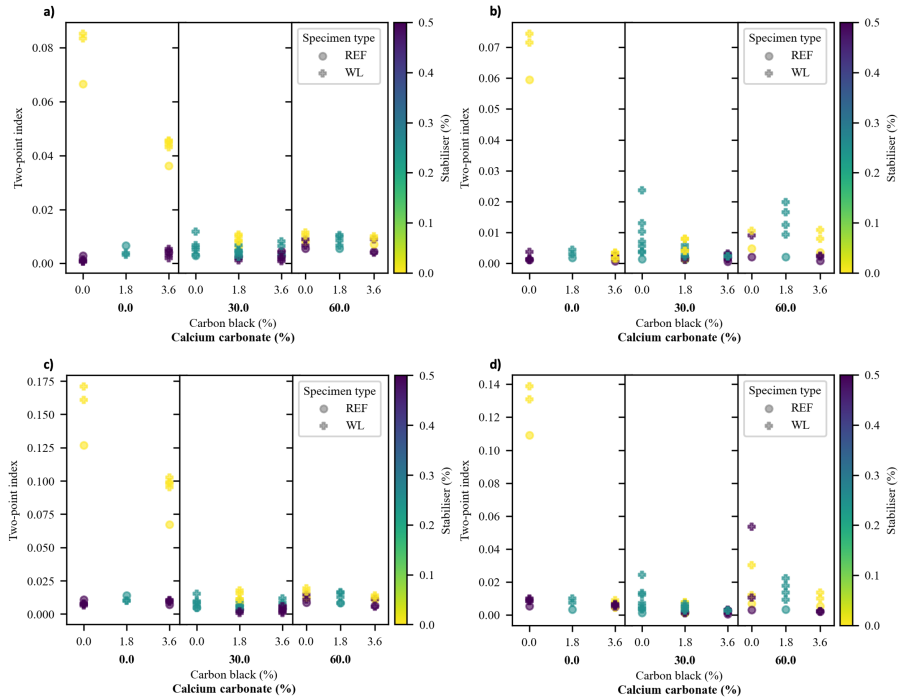 a)
Two-point index
0.08
0.06
0.04
0.02
0.00
Specimen type
REF
WL
0.5
0.4
0.3
0.2
0.1
0.0
Stabiliser (%)
0.0 1.8 3.6 0.0 1.8 3.6 0.0 1.8 3.6
0.0 30.0 60.0
Carbon black (%)
Calcium carbonate (%)
b)
Two-point index
0.07
0.06
0.05
0.04
0.03
0.02
0.01
0.00
Specimen type
REF
WL
0.5
0.4
0.3
0.2
0.1
0.0
Stabiliser (%)
0.0 1.8 3.6 0.0 1.8 3.6 0.0 1.8 3.6
0.0 30.0 60.0
Carbon black (%)
Calcium carbonate (%)
c)
Two-point index
0.175
0.150
0.125
0.100
0.075
0.050
0.025
0.000
Specimen type
REF
WL
0.5
0.4
0.3
0.2
0.1
0.0
Stabiliser (%)
0.0 1.8 3.6 0.0 1.8 3.6 0.0 1.8 3.6
0.0 30.0 60.0
Carbon black (%)
Calcium carbonate (%)
d)
Two-point index
0.14
0.12
0.10
0.08
0.06
0.04
0.02
0.00
Specimen type
REF
WL
0.5
0.4
0.3
0.2
0.1
0.0
Stabiliser (%)
0.0 1.8 3.6 0.0 1.8 3.6 0.0 1.8 3.6
0.0 30.0 60.0
Carbon black (%)
Calcium carbonate (%)